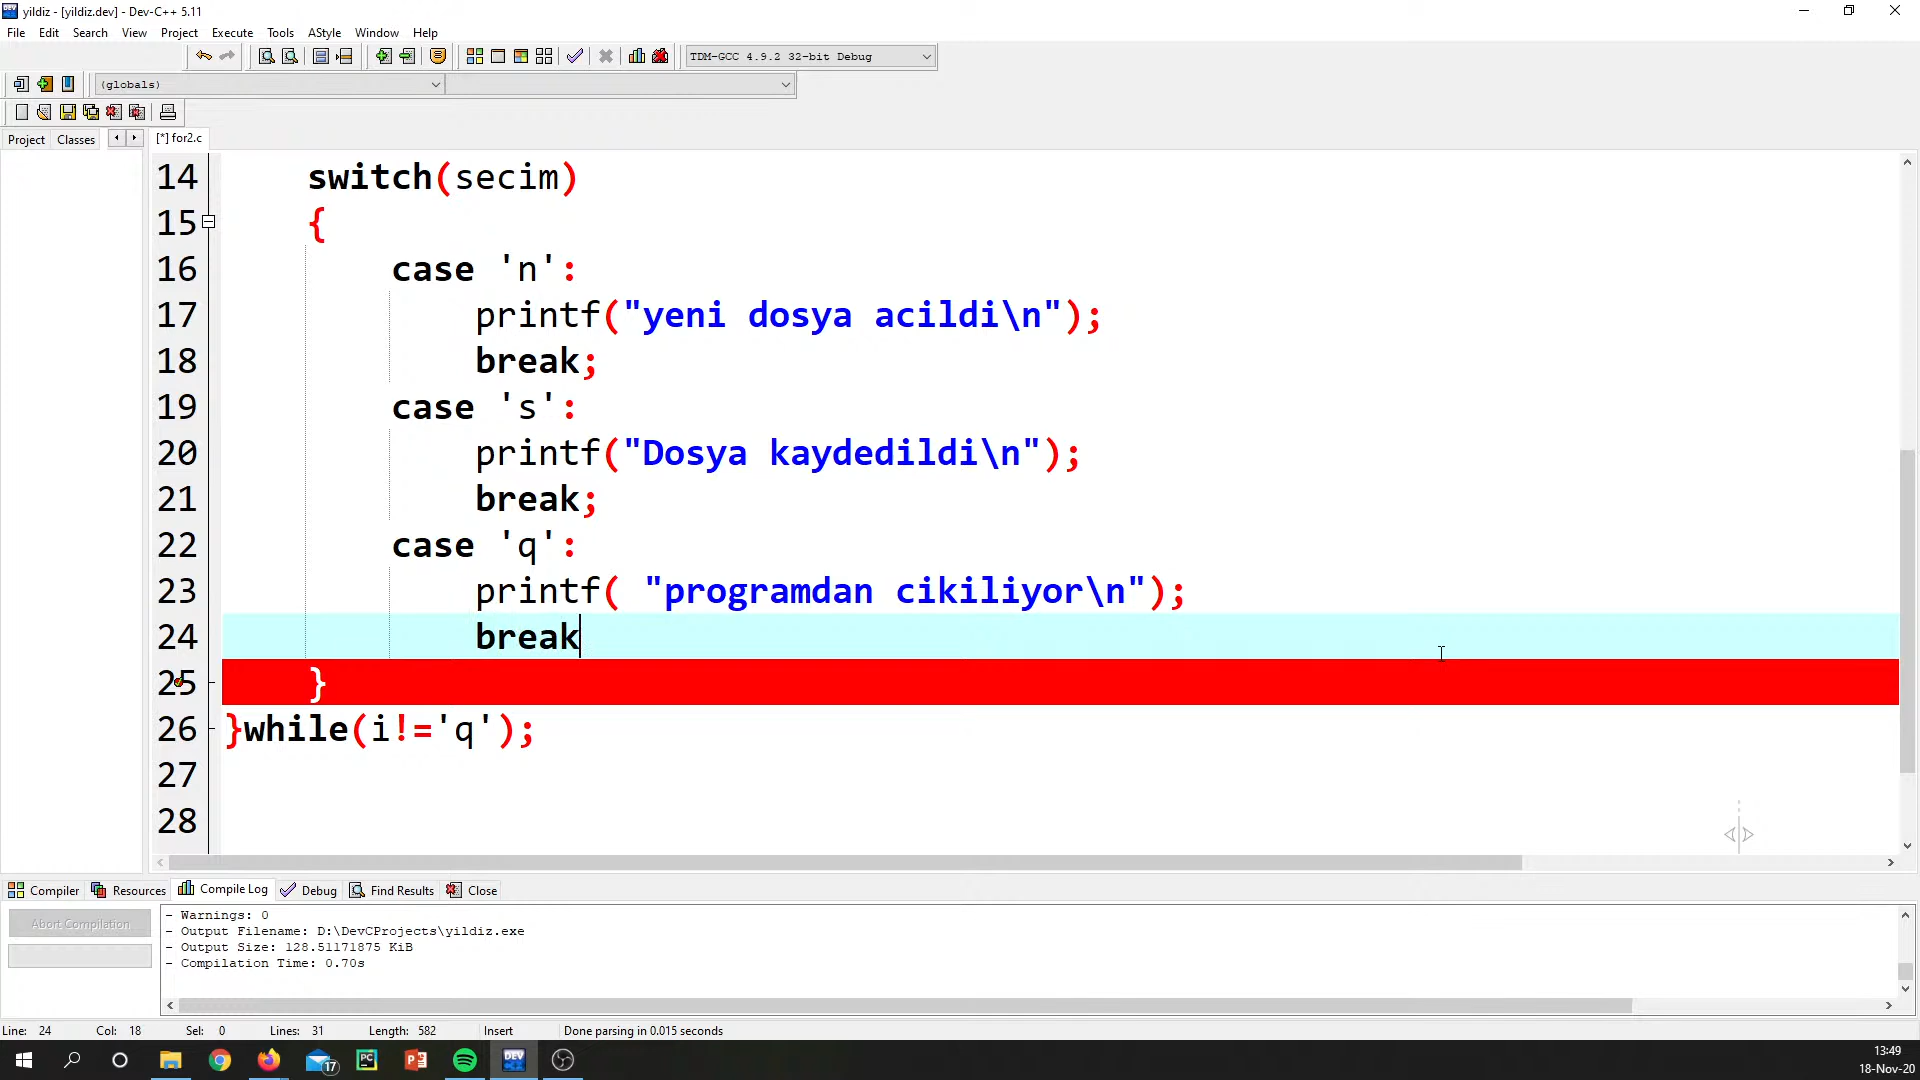 yildiz - [yildiz.dev] - Dev-C++ 5.11
File Edit Search View Project Execute Tools AStyle Window Help
TDM-GCC 4.9.2 32-bit Debug
(globals)
Project Classes [*] for2.c
14 switch(secim)
15 {
16 case 'n':
17 printf("yeni dosya acildi\n");
18 break;
19 case 's':
20 printf("Dosya kaydedildi\n");
21 break;
22 case 'q':
23 printf( "programdan cikiliyor\n");
24 break
25 }
26 }while(i!='q');
27
28
Compiler Resources Compile Log Debug Find Results Close
Abort Compilation
- Warnings: 0
- Output Filename: D:\DevCProjects\yildiz.exe
- Output Size: 128.51171875 KiB
- Compilation Time: 0.70s
Line: 24 Col: 18 Sel: 0 Lines: 31 Length: 582 Insert Done parsing in 0.015 seconds
17 PC P DEV
13:49
18-Nov-20